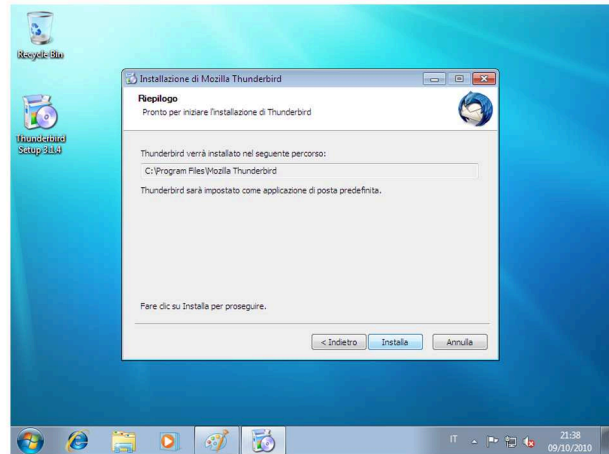 Recycle Bin
Thunderbird
Setup 3.1.4
Installazione di Mozilla Thunderbird
Riepilogo
Pronto per iniziare l'installazione di Thunderbird
Thunderbird verrà installato nel seguente percorso:
C:\Program Files\Mozilla Thunderbird
Thunderbird sarà impostato come applicazione di posta predefinita.
Fare clic su Installa per proseguire.
< Indietro Installa Annulla
IT
21:38
09/10/2010